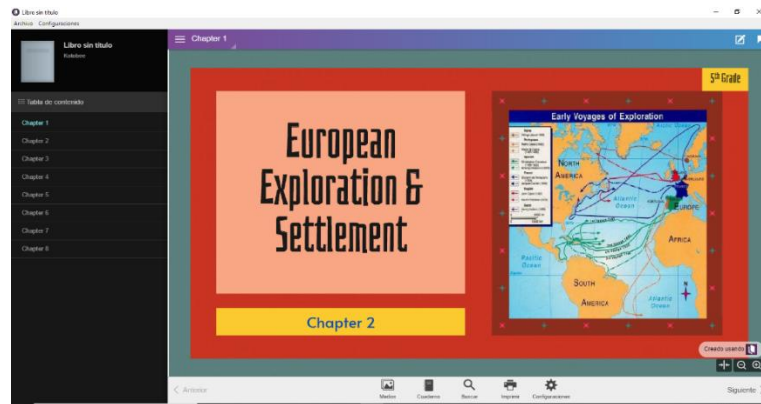 Libro sin título
Archivo Configuraciones
Libro sin título
Kotobee
Tabla de contenido
Chapter 1
Chapter 2
Chapter 3
Chapter 4
Chapter 5
Chapter 6
Chapter 7
Chapter 8
Chapter 1
5th Grade
European
Exploration &
Settlement
Chapter 2
Early Voyages of Exploration
NORTH
AMERICA
Atlantic
Ocean
EUROPE
AFRICA
Pacific
Ocean
SOUTH
AMERICA
Atlantic
Ocean
Creado usando
Anterior
Medios
Cuaderno
Buscar
Imprimir
Configuraciones
Siguiente